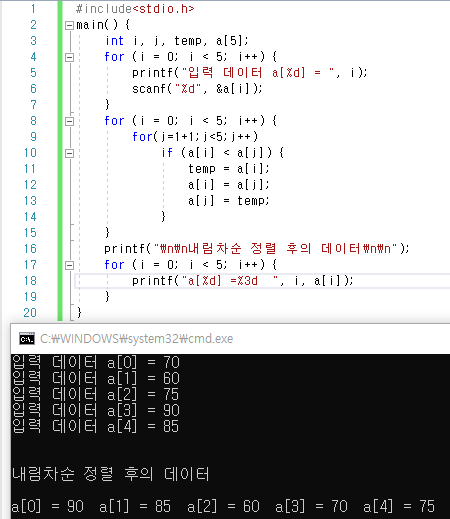 1 #include<stdio.h>
2 main() {
3 int i, j, temp, a[5];
4 for (i = 0; i < 5; i++) {
5 printf("입력 데이터 a[%d] = ", i);
6 scanf("%d", &a[i]);
7 }
8 for (i = 0; i < 5; i++) {
9 for(j=1+1;j<5;j++)
10 if (a[i] < a[j]) {
11 temp = a[i];
12 a[i] = a[j];
13 a[j] = temp;
14 }
15 }
16 printf("₩n₩n내림차순 정렬 후의 데이터₩n₩n");
17 for (i = 0; i < 5; i++) {
18 printf("a[%d] =%3d  ", i, a[i]);
19 }
20 }
C:₩WINDOWS₩system32₩cmd.exe
입력 데이터 a[0] = 70
입력 데이터 a[1] = 60
입력 데이터 a[2] = 75
입력 데이터 a[3] = 90
입력 데이터 a[4] = 85
내림차순 정렬 후의 데이터
a[0] = 90  a[1] = 85  a[2] = 60  a[3] = 70  a[4] = 75